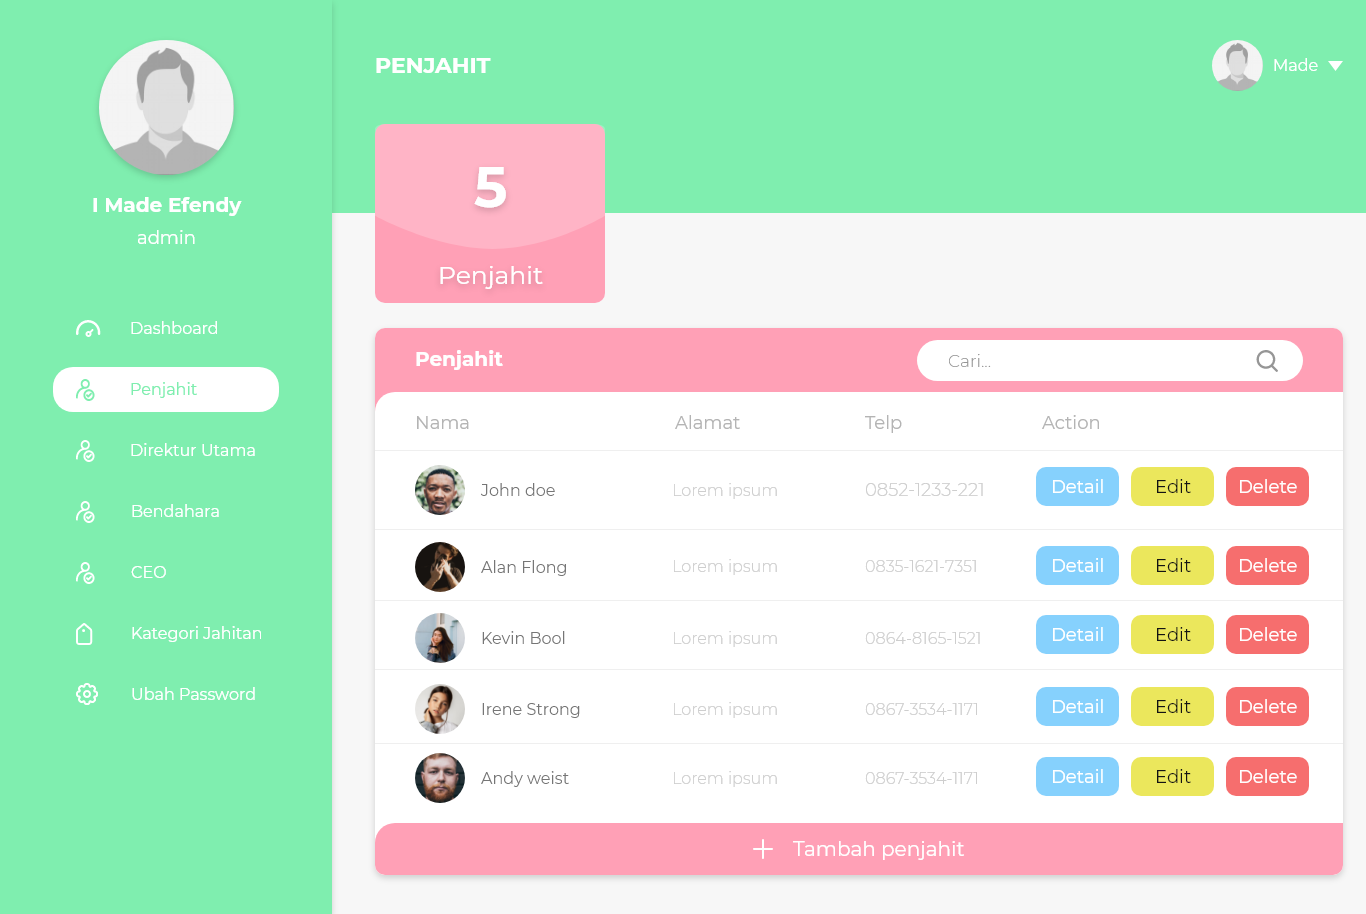 I Made Efendy
admin
Dashboard
Penjahit
Direktur Utama
Bendahara
CEO
Kategori Jahitan
Ubah Password
PENJAHIT
Made
5
Penjahit
Penjahit
Cari...
Nama Alamat Telp Action
John doe Lorem ipsum 0852-1233-221 Detail Edit Delete
Alan Flong Lorem ipsum 0835-1621-7351 Detail Edit Delete
Kevin Bool Lorem ipsum 0864-8165-1521 Detail Edit Delete
Irene Strong Lorem ipsum 0867-3534-1171 Detail Edit Delete
Andy weist Lorem ipsum 0867-3534-1171 Detail Edit Delete
Tambah penjahit